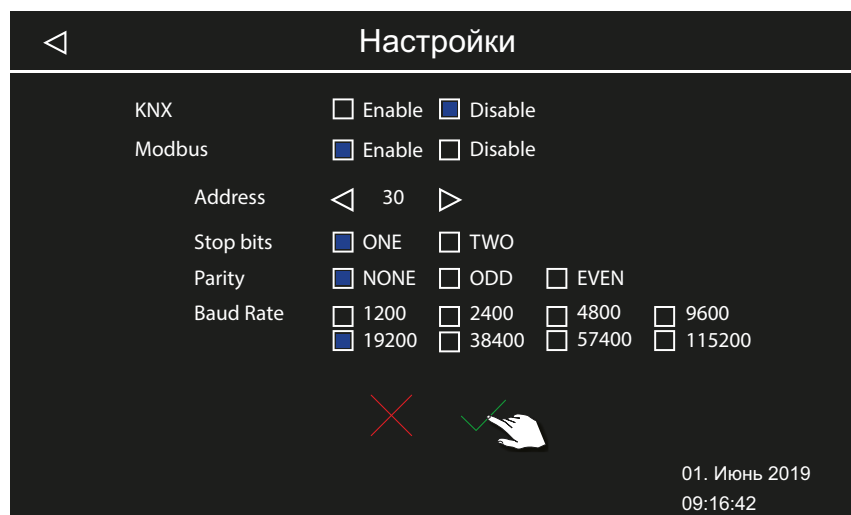 Настройки
KNX Enable Disable
Modbus Enable Disable
Address 30
Stop bits ONE TWO
Parity NONE ODD EVEN
Baud Rate 1200 2400 4800 9600
19200 38400 57400 115200
01. Июнь 2019
09:16:42